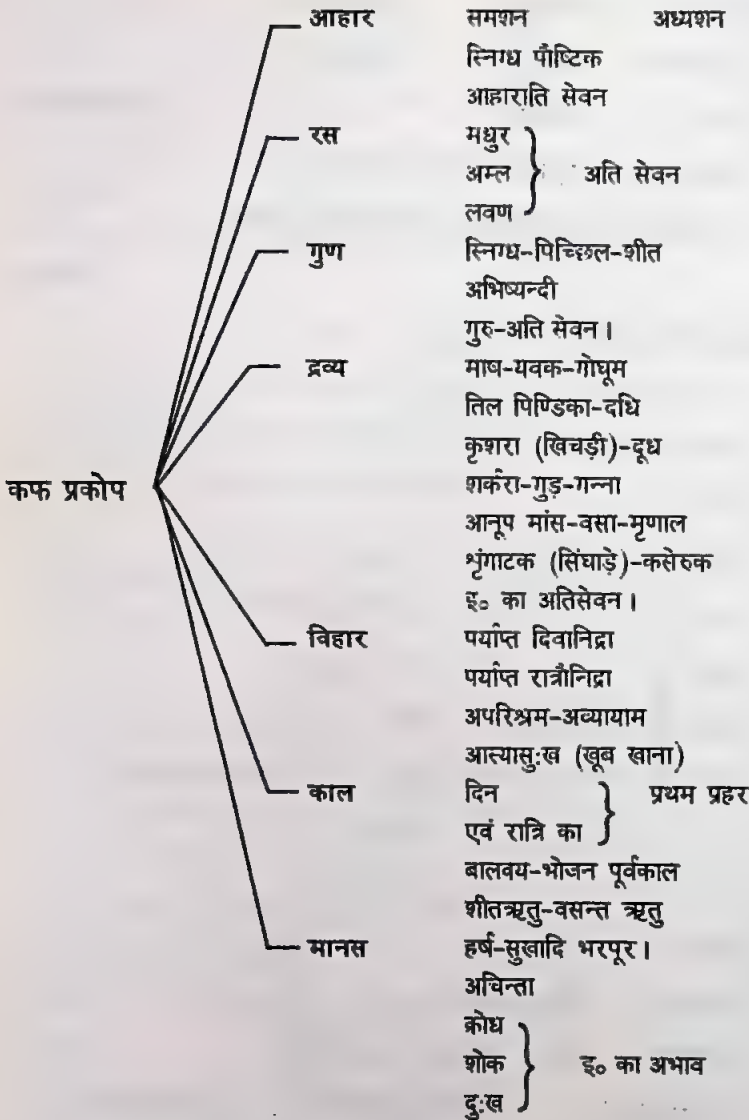 आहार समशन अध्यशन
स्निग्ध पौष्टिक
आहाराति सेवन
रस मधुर
अम्ल } अति सेवन
लवण
गुण स्निग्ध-पिच्छिल-शीत
अभिष्यन्दी
गुरु-अति सेवन।
द्रव्य माष-यवक-गोघूम
तिल पिण्डिका-दधि
कृशरा (खिचड़ी)-दूध
कफ प्रकोप शर्करा-गुड़-गन्ना
आनूप मांस-वसा-मृणाल
शृंगाटक (सिंघाड़े)-कसेरुक
इ० का अतिसेवन।
विहार पर्याप्त दिवानिद्रा
पर्याप्त रात्रौनिद्रा
अपरिश्रम-अव्यायाम
आस्यासु:ख (खूब खाना)
काल दिन } प्रथम प्रहर
एवं रात्रि का
बालवय-भोजन पूर्वकाल
शीतऋतु-वसन्त ऋतु
मानस हर्ष-सुखादि भरपूर।
अचिन्ता
क्रोध
शोक } इ० का अभाव
दु:ख